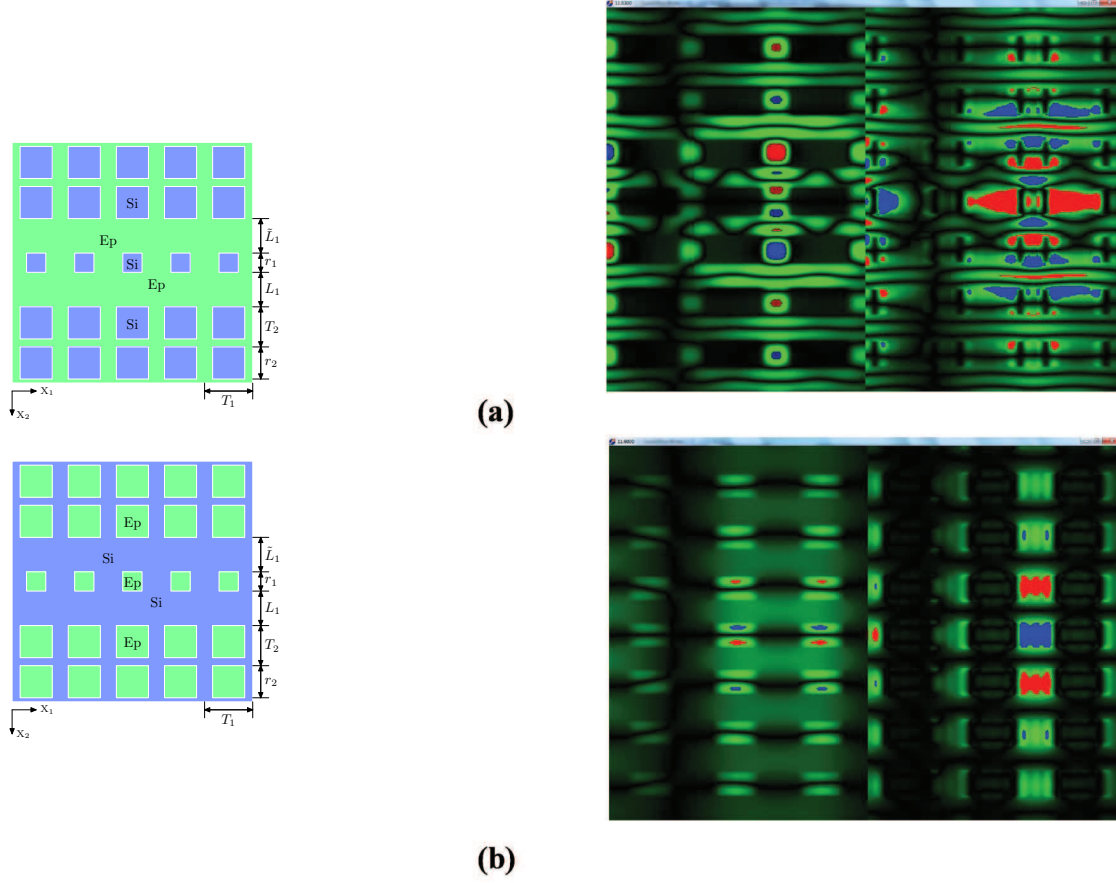 Si
Ep
L̃₁
Si
r₁
Ep
L₁
Si
T₂
r₂
X₁
T₁
X₂
(a)
Ep
Si
L̃₁
Ep
r₁
Si
L₁
Ep
T₂
r₂
X₁
T₁
X₂
(b)